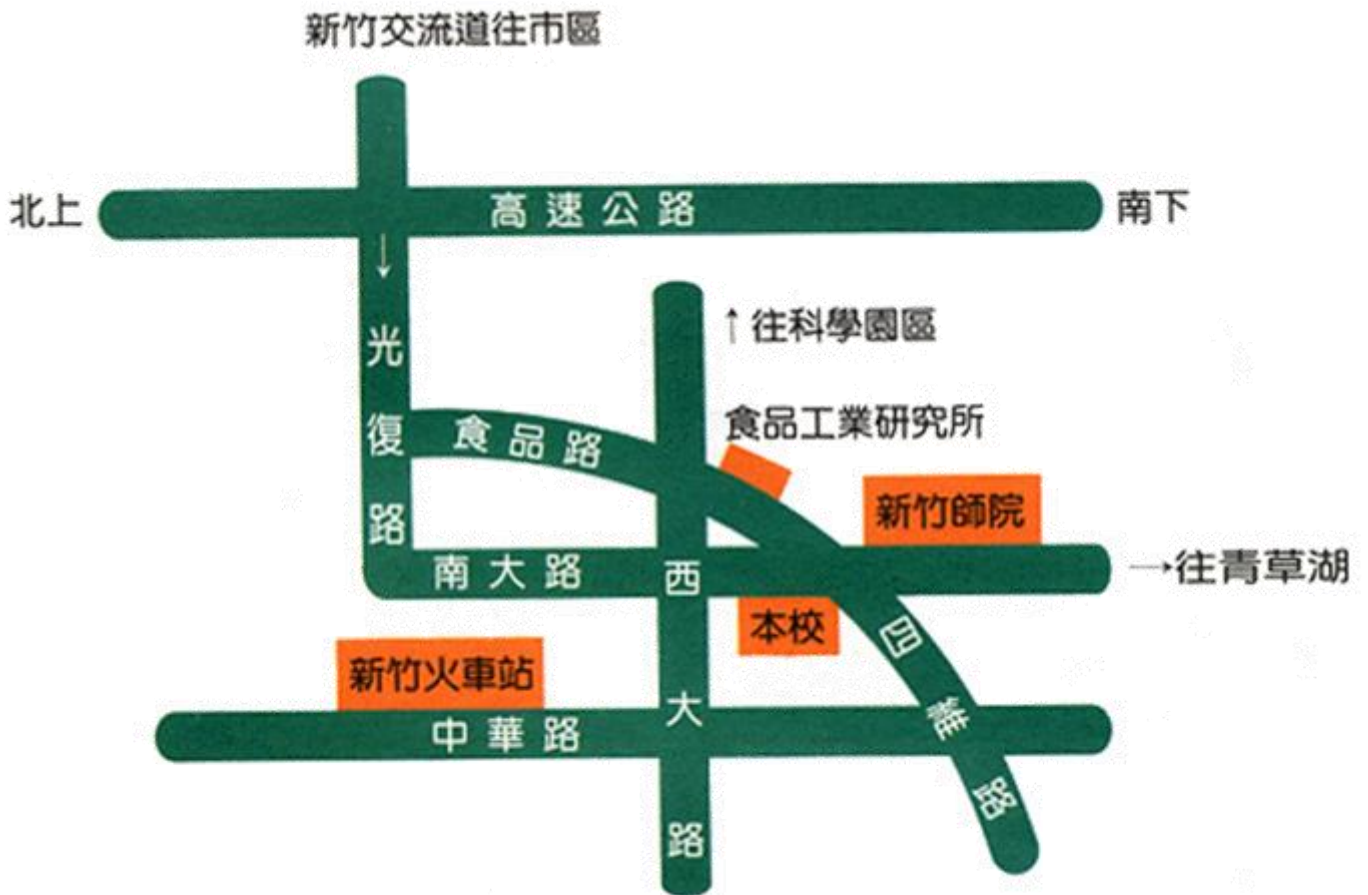 新竹交流道往市區
北上
高速公路
南下
光復路
↑往科學園區
食品路
食品工業研究所
新竹師院
南大路
西大路
→往青草湖
本校
四維路
新竹火車站
中華路